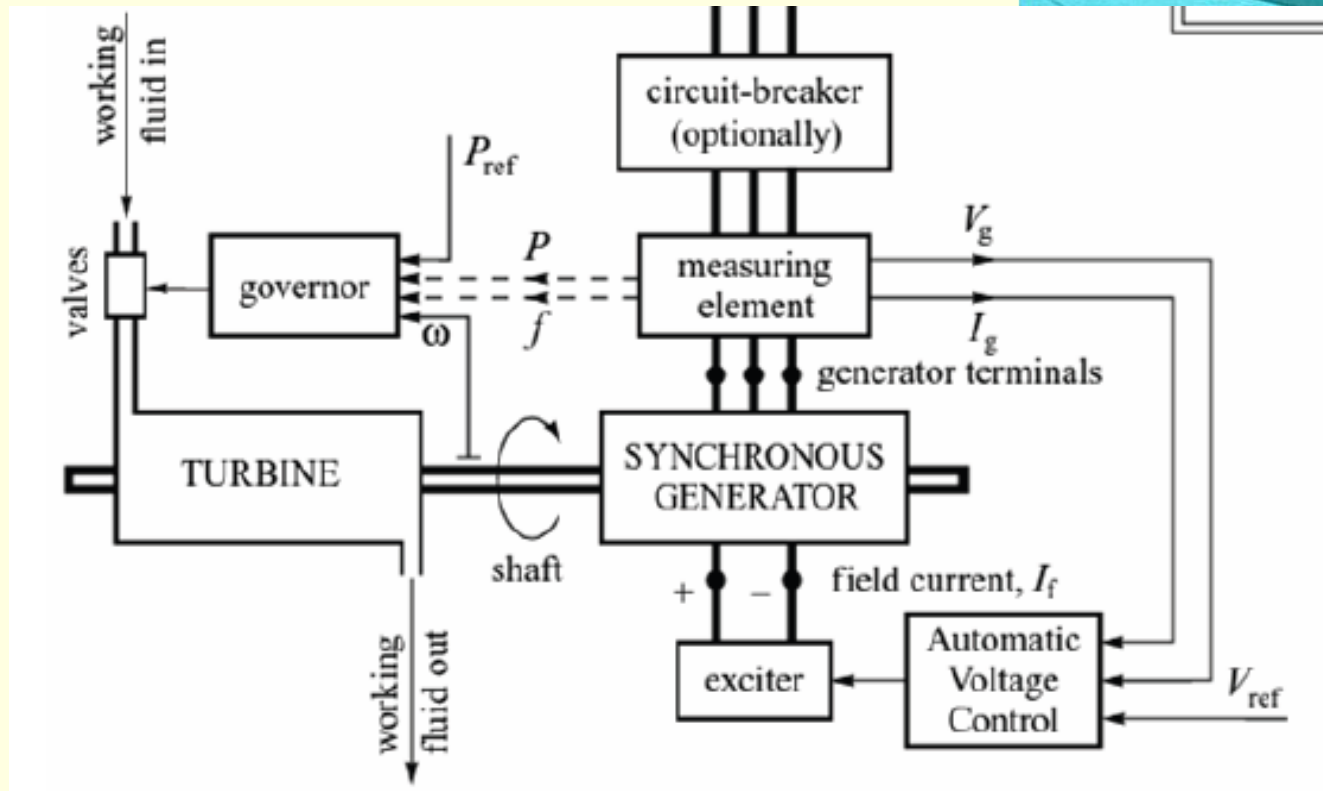 working
fluid in
circuit-breaker
(optionally)
P_ref
valves
governor
P
f
ω
measuring
element
V_g
I_g
generator terminals
TURBINE
shaft
SYNCHRONOUS
GENERATOR
+
−
field current, I_f
exciter
Automatic
Voltage
Control
V_ref
working
fluid out